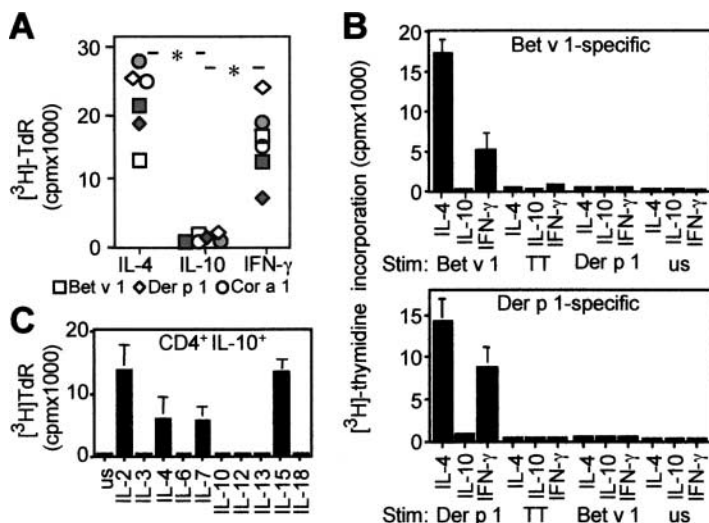 A
30
20
10
0
[³H]-TdR
(cpmx1000)
*
*
IL-4 IL-10 IFN-γ
Bet v 1 Der p 1 Cor a 1
C
CD4⁺ IL-10⁺
20
10
0
[³H]TdR
(cpmx1000)
us
IL-2
IL-3
IL-4
IL-6
IL-7
IL-10
IL-12
IL-13
IL-15
IL-18
B
[³H]-thymidine incorporation (cpmx1000)
Bet v 1-specific
20
15
10
5
0
IL-4 IL-10 IFN-γ IL-4 IL-10 IFN-γ IL-4 IL-10 IFN-γ IL-4 IL-10 IFN-γ
Stim: Bet v 1 TT Der p 1 us
Der p 1-specific
15
10
5
0
IL-4 IL-10 IFN-γ IL-4 IL-10 IFN-γ IL-4 IL-10 IFN-γ IL-4 IL-10 IFN-γ
Stim: Der p 1 TT Bet v 1 us